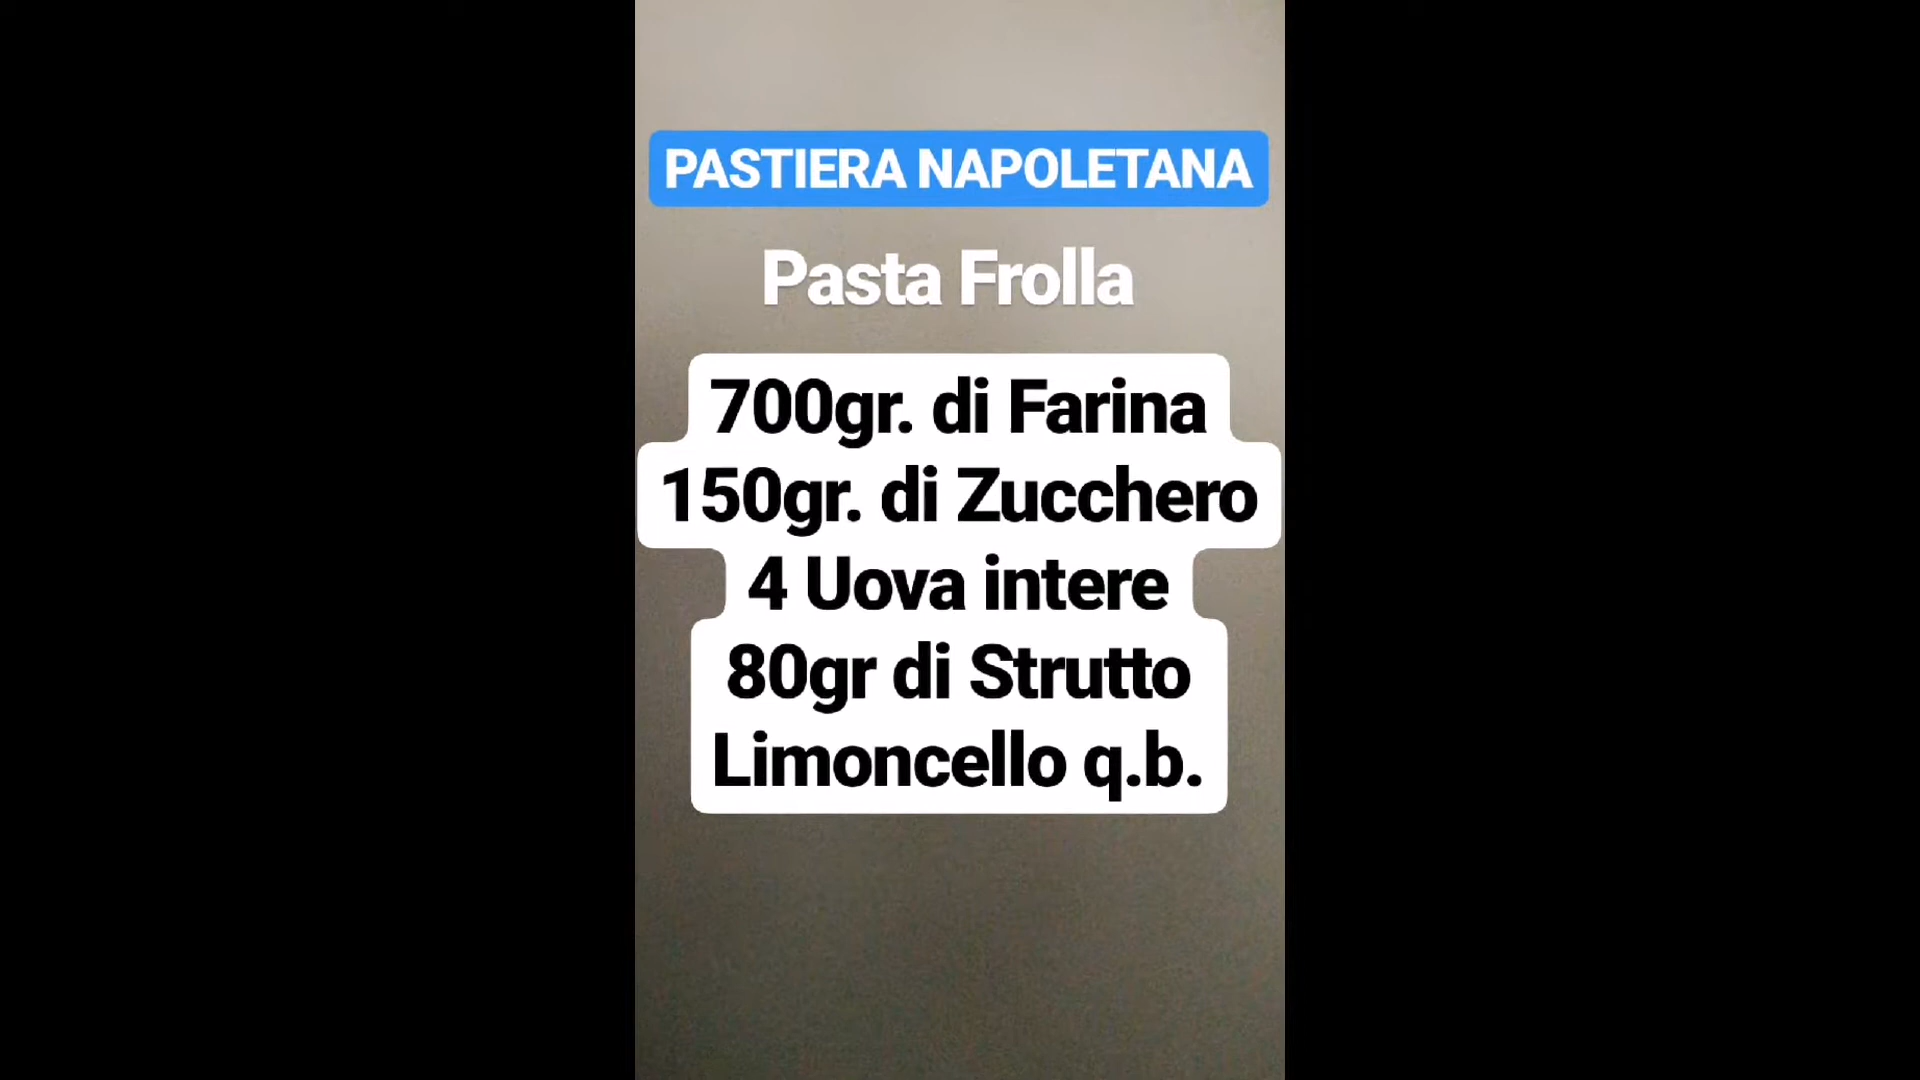 PASTIERA NAPOLETANA
Pasta Frolla
700gr. di Farina
150gr. di Zucchero
4 Uova intere
80gr di Strutto
Limoncello q.b.